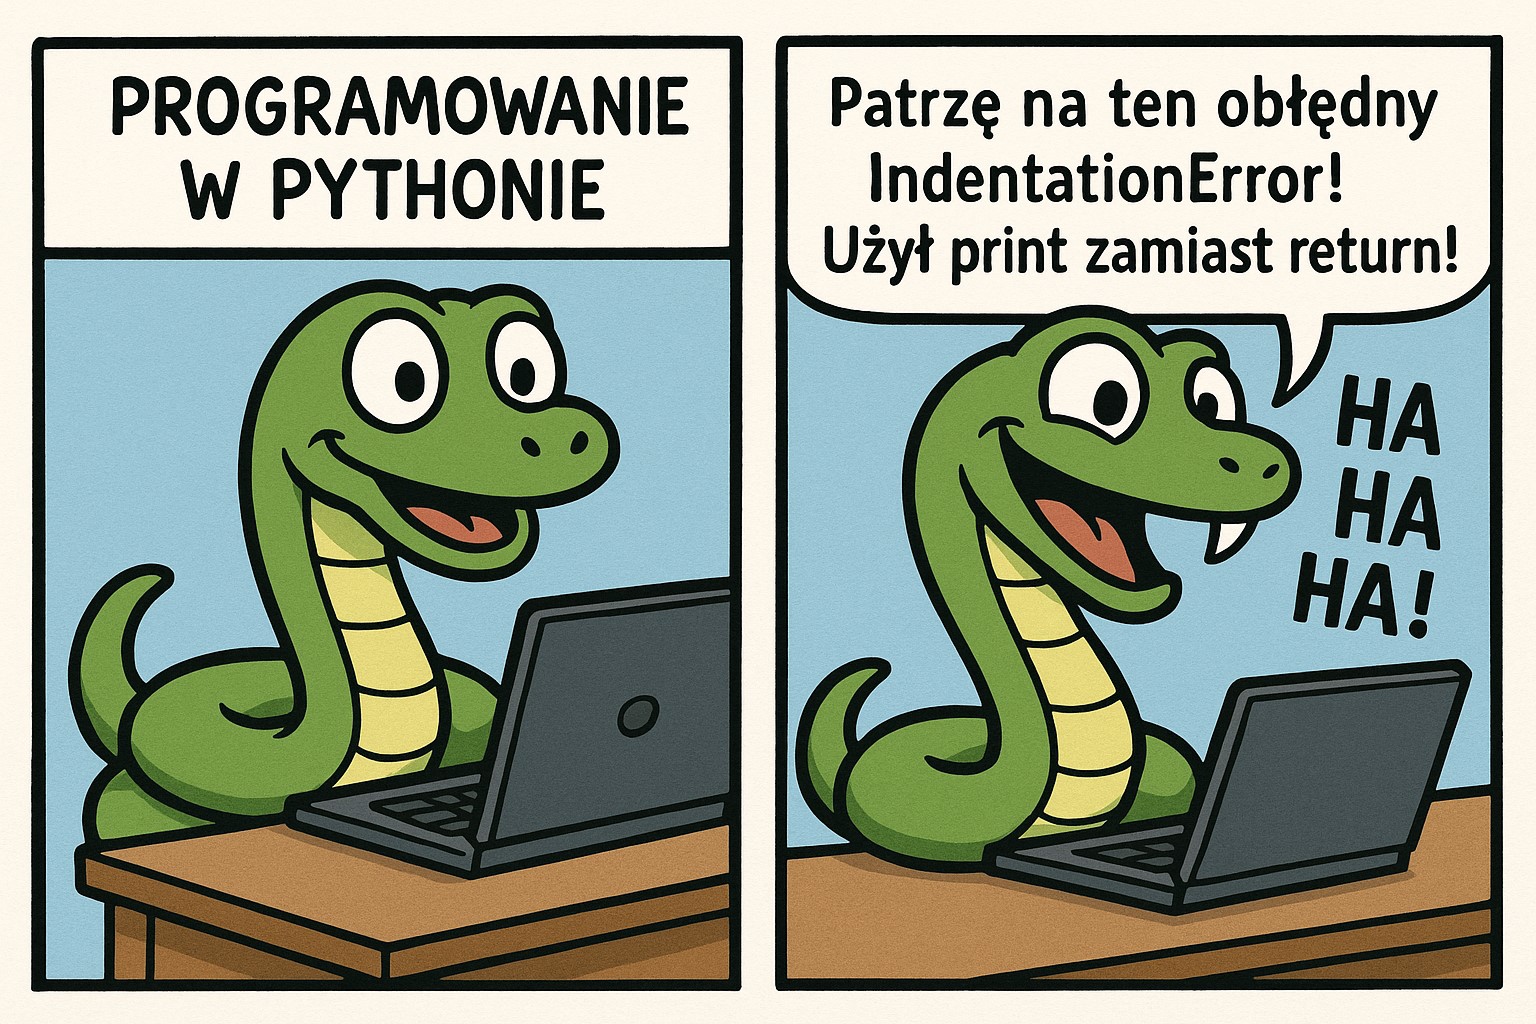 PROGRAMOWANIE
W PYTHONIE
Patrzę na ten obłędny
IndentationError!
Użył print zamiast return!
HA
HA
HA!